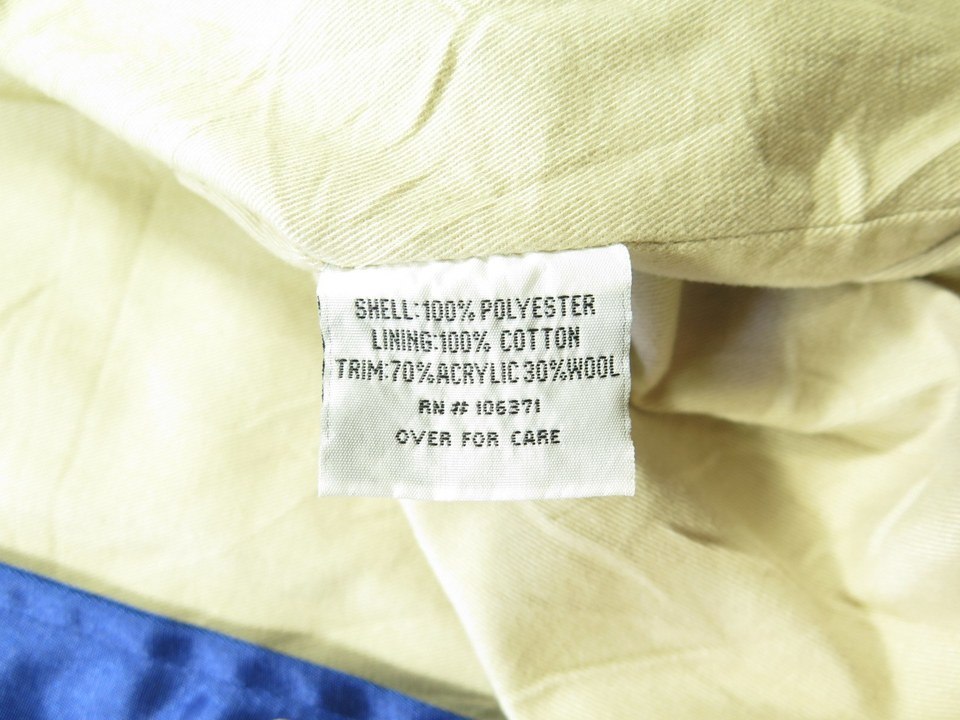 SHELL:100% POLYESTER
LINING:100% COTTON
TRIM:70%ACRYLIC 30%WOOL
RN # 106371
OVER FOR CARE